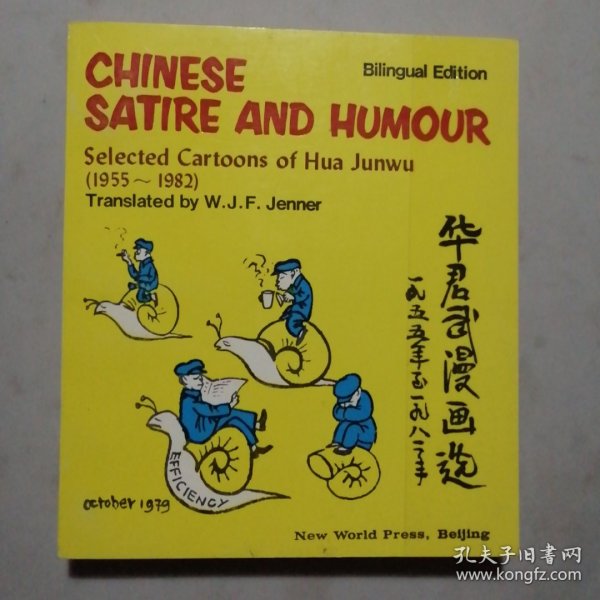 CHINESE
Bilingual Edition
SATIRE AND HUMOUR
Selected Cartoons of Hua Junwu
(1955～1982)
Translated by W.J.F. Jenner
华君武漫画选
一九五五年至一九八二年
EFFICIENCY
October 1979
New World Press, Beijing
孔夫子旧书网
www.kongfz.com